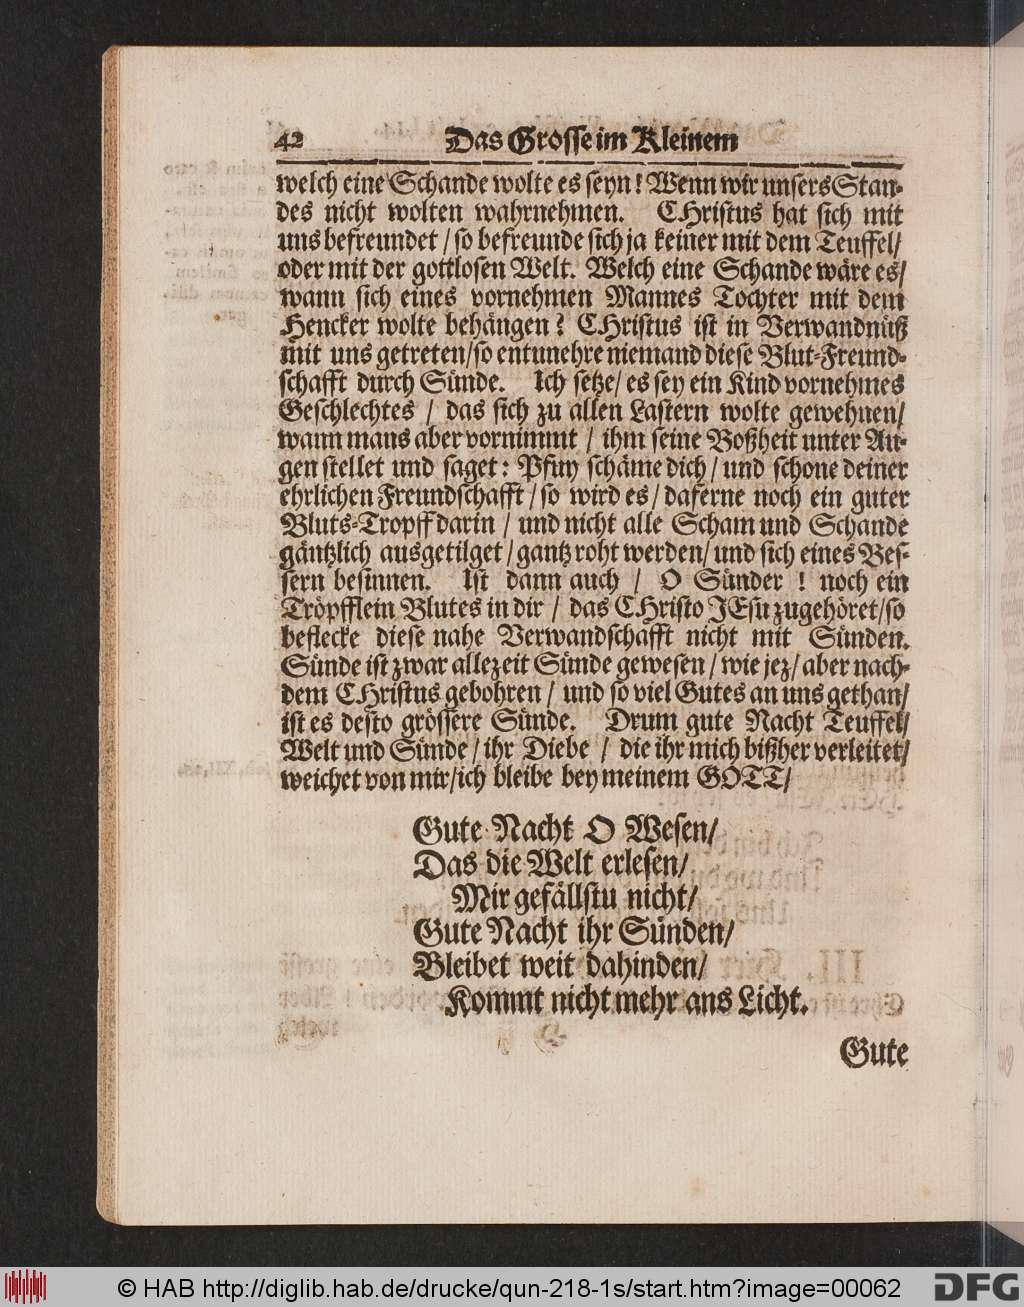 42 Das Grosse im Kleinem
welch eine Schande wolte es seyn! Wenn wir unsers Stan-
des nicht wolten wahrnehmen. CHristus hat sich mit
uns befreundet / so befreunde sich ja keiner mit dem Teuffel/
oder mit der gottlosen Welt. Welch eine Schande wäre es/
wann sich eines vornehmen Mannes Tochter mit dem
Hencker wolte behängen? CHristus ist in Verwandnüß
mit uns getreten/so entunehre niemand diese Blut-Freund-
schafft durch Sünde. Ich setze/ es sey ein Kind vornehmes
Geschlechtes / das sich zu allen Lastern wolte gewehnen/
wann mans aber vornimmt / ihm seine Boßheit unter Au-
gen stellet und saget: Pfuy schäme dich / und schone deiner
ehrlichen Freundschafft / so wird es / daferne noch ein guter
Bluts-Tropff darin / und nicht alle Scham und Schande
gäntzlich ausgetilget / gantz roht werden/ und sich eines Bes-
sern besinnen. Ist dann auch / O Sünder ! noch ein
Tröpfflein Blutes in dir / das CHristo JEsu zugehöret/so
beflecke diese nahe Verwandschafft nicht mit Sünden.
Sünde ist zwar allezeit Sünde gewesen / wie jez/ aber nach-
dem CHristus gebohren / und so viel Gutes an uns gethan/
ist es desto grössere Sünde. Drum gute Nacht Teuffel/
Welt und Sünde / ihr Diebe / die ihr mich bißher verleitet/
weichet von mir/ich bleibe bey meinem GOTT/
Gute Nacht O Wesen/
Das die Welt erlesen/
Mir gefällstu nicht/
Gute Nacht ihr Sünden/
Bleibet weit dahinden/
Kommt nicht mehr ans Licht.
Gute
© HAB http://diglib.hab.de/drucke/qun-218-1s/start.htm?image=00062 DFG